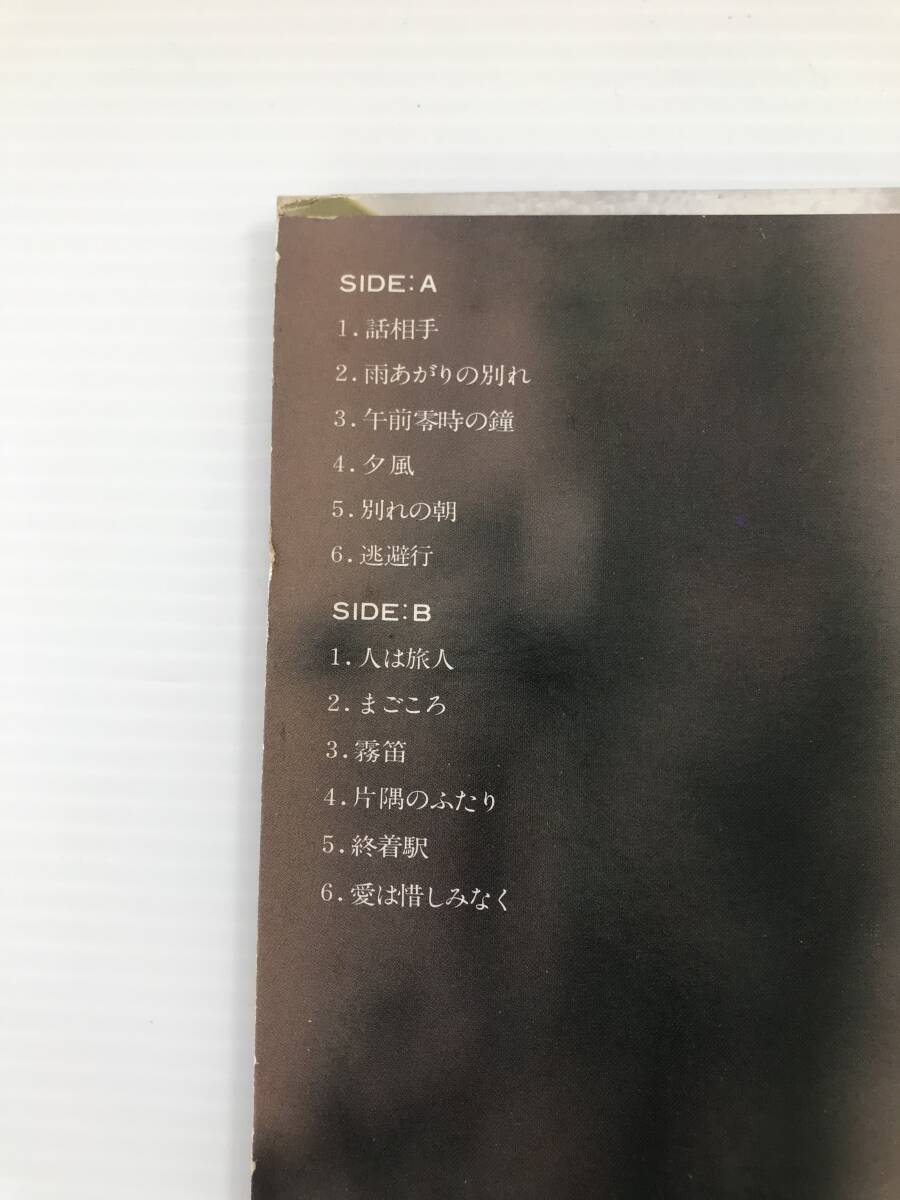 SIDE:A
1.話相手
2.雨あがりの別れ
3.午前零時の鐘
4.夕風
5.別れの朝
6.逃避行
SIDE:B
1.人は旅人
2.まごころ
3.霧笛
4.片隅のふたり
5.終着駅
6.愛は惜しみなく